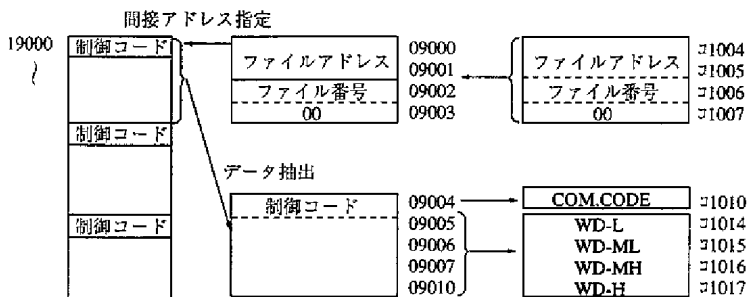 間接アドレス指定
19000
制御コード
制御コード
制御コード
ファイルアドレス
ファイル番号
00
09000
09001
09002
09003
ファイルアドレス
ファイル番号
00
コ1004
コ1005
コ1006
コ1007
データ抽出
制御コード
09004
09005
09006
09007
09010
COM.CODE
WD-L
WD-ML
WD-MH
WD-H
コ1010
コ1014
コ1015
コ1016
コ1017